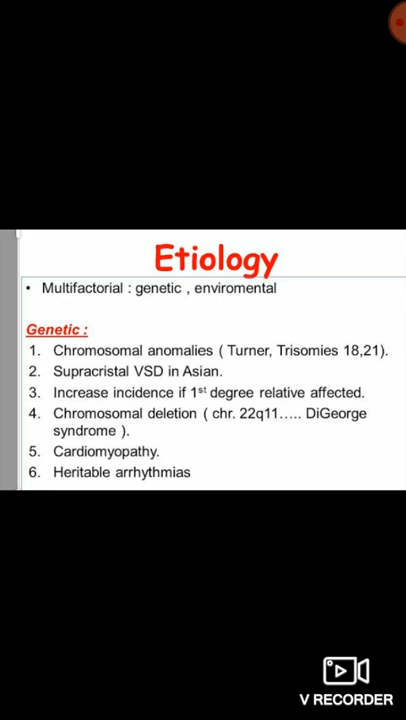 Etiology
• Multifactorial : genetic , enviromental
Genetic :
1. Chromosomal anomalies ( Turner, Trisomies 18,21).
2. Supracristal VSD in Asian.
3. Increase incidence if 1st degree relative affected.
4. Chromosomal deletion ( chr. 22q11..... DiGeorge
syndrome ).
5. Cardiomyopathy.
6. Heritable arrhythmias
V RECORDER